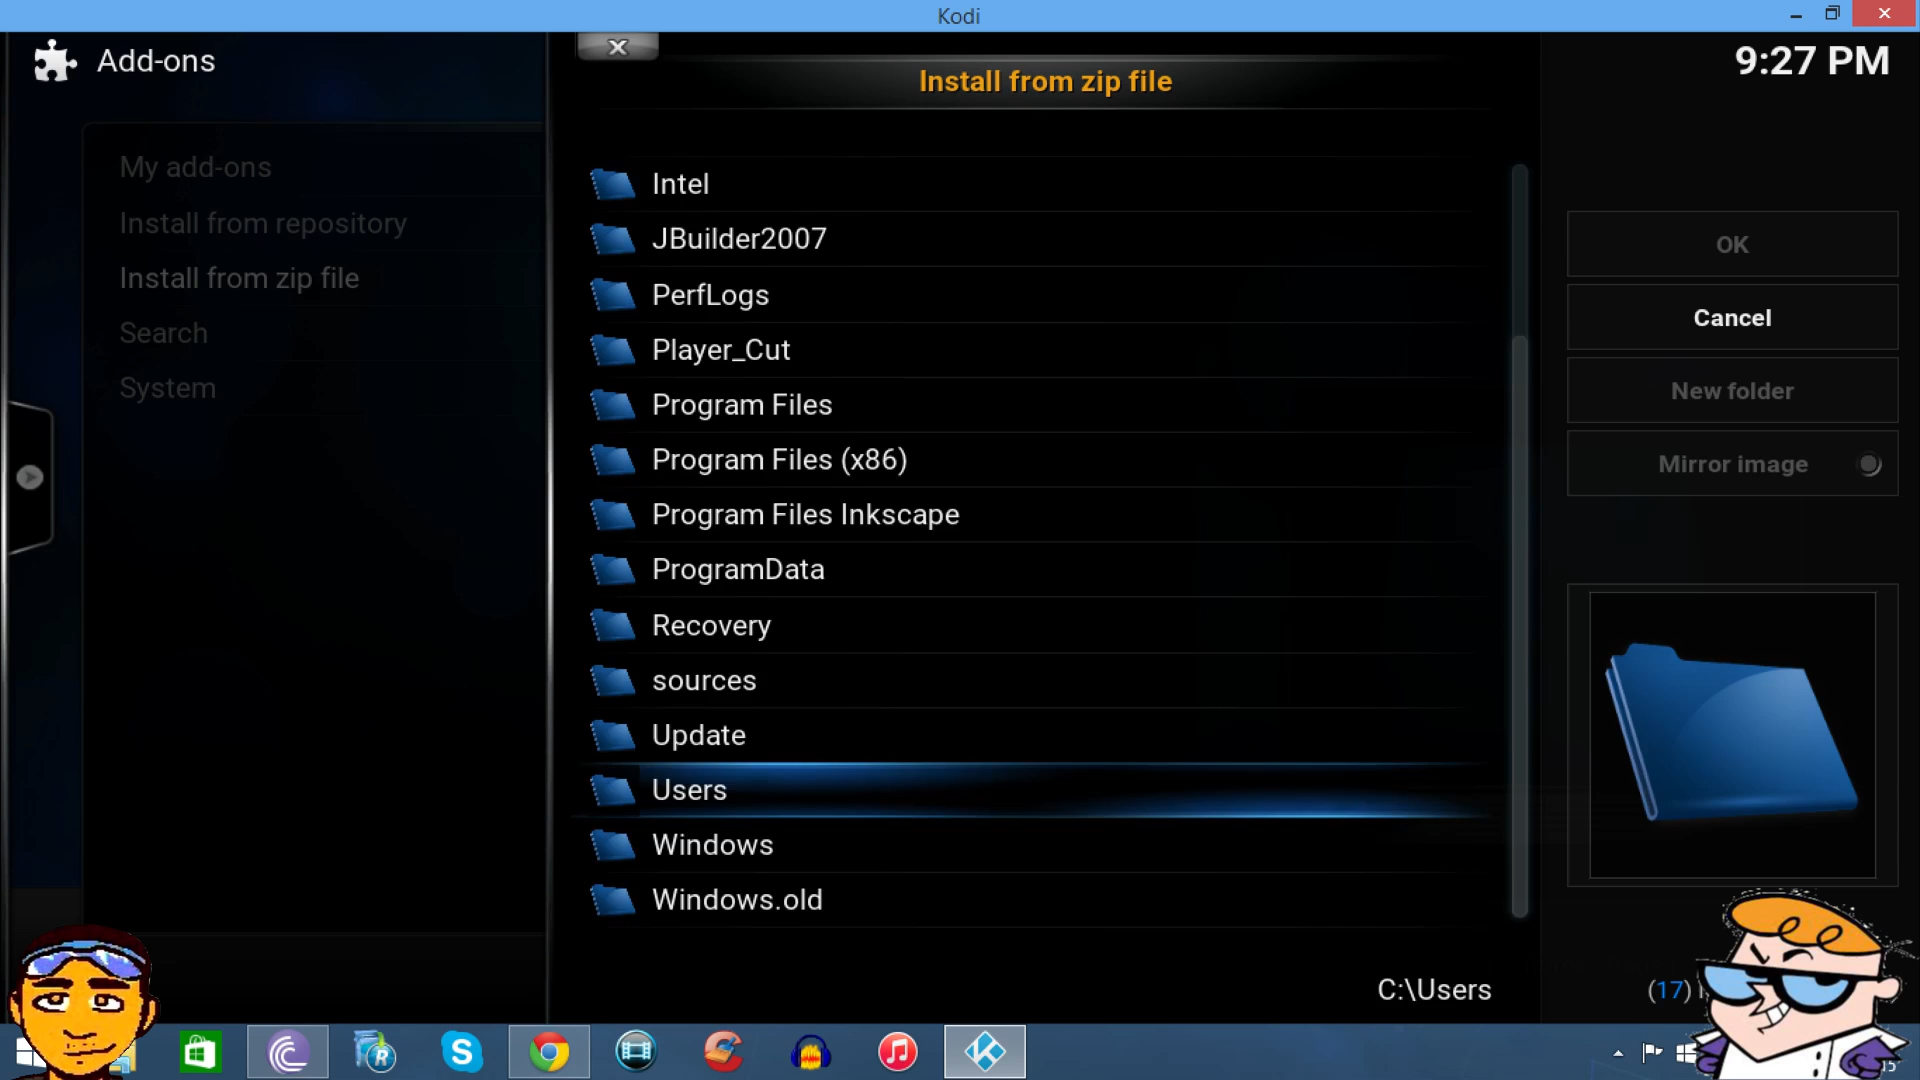 Kodi
Add-ons
Install from zip file
9:27 PM
My add-ons
Install from repository
Install from zip file
Search
System
Intel
JBuilder2007
PerfLogs
Player_Cut
Program Files
Program Files (x86)
Program Files Inkscape
ProgramData
Recovery
sources
Update
Users
Windows
Windows.old
OK
Cancel
New folder
Mirror image
C:\Users
(17)